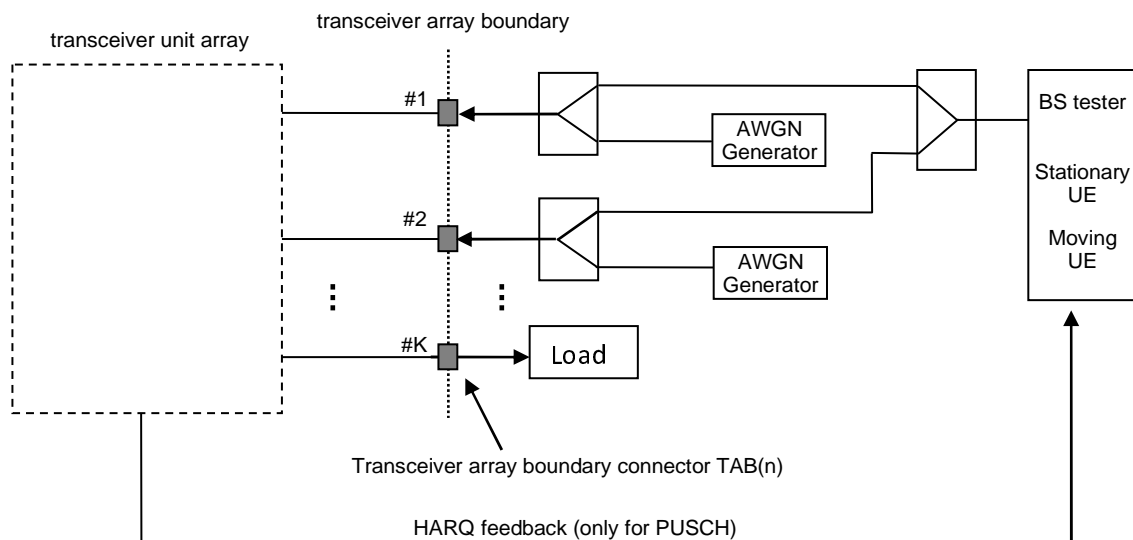 transceiver array boundary
transceiver unit array
#1
BS tester
AWGN
Generator
Stationary
UE
#2
Moving
UE
AWGN
Generator
#K
Load
Transceiver array boundary connector TAB(n)
HARQ feedback (only for PUSCH)